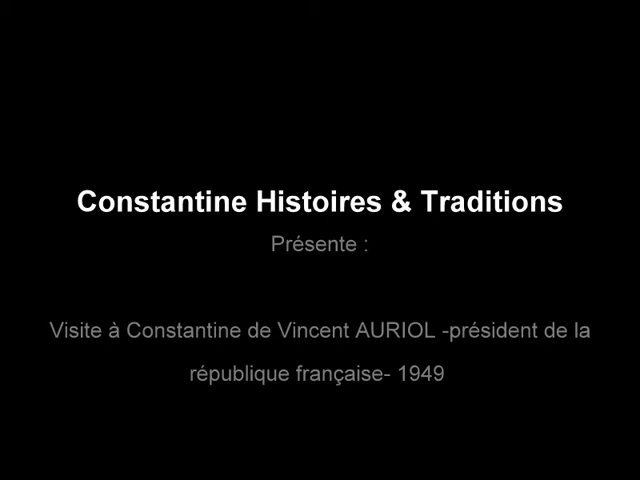 Constantine Histoires & Traditions
Présente :
Visite à Constantine de Vincent AURIOL -président de la
république française- 1949